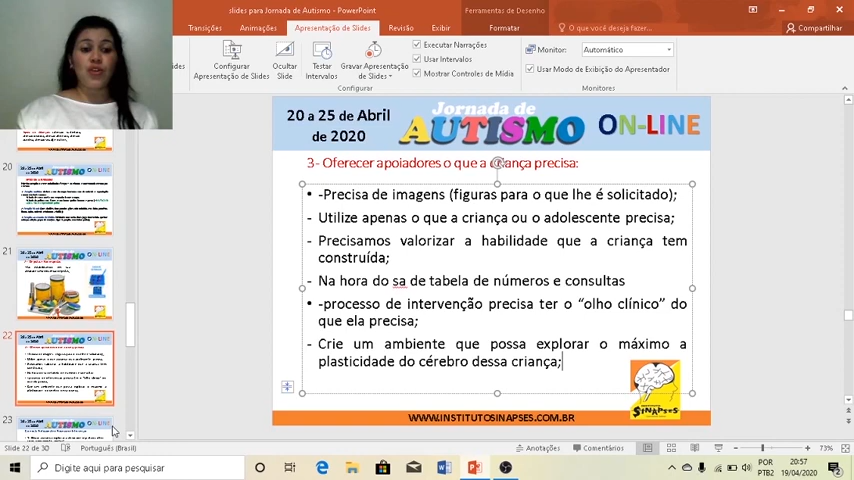 slides para Jornada de Autismo - PowerPoint
Ferramentas de Desenho
Transições Animações Apresentação de Slides Revisão Exibir Formatar O que você deseja fazer... Compartilhar
Configurar Apresentação de Slides
Ocultar Slide
Testar Intervalos
Gravar Apresentação de Slides
Executar Narrações
Usar Intervalos
Mostrar Controles de Mídia
Configurar
Monitor: Automático
Usar Modo de Exibição do Apresentador
Monitores
20
21
22
23
20 a 25 de Abril
de 2020
Jornada de
AUTISMO ON-LINE
3- Oferecer apoiadores o que a criança precisa:
• -Precisa de imagens (figuras para o que lhe é solicitado);
- Utilize apenas o que a criança ou o adolescente precisa;
- Precisamos valorizar a habilidade que a criança tem
construída;
- Na hora do sa de tabela de números e consultas
• -processo de intervenção precisa ter o “olho clínico” do
que ela precisa;
- Crie um ambiente que possa explorar o máximo a
plasticidade do cérebro dessa criança;
SINAPSES
WWW.INSTITUTOSINAPSES.COM.BR
Slide 22 de 30 Português (Brasil) Anotações Comentários 73%
Digite aqui para pesquisar
POR
PTB2
20:57
19/04/2020